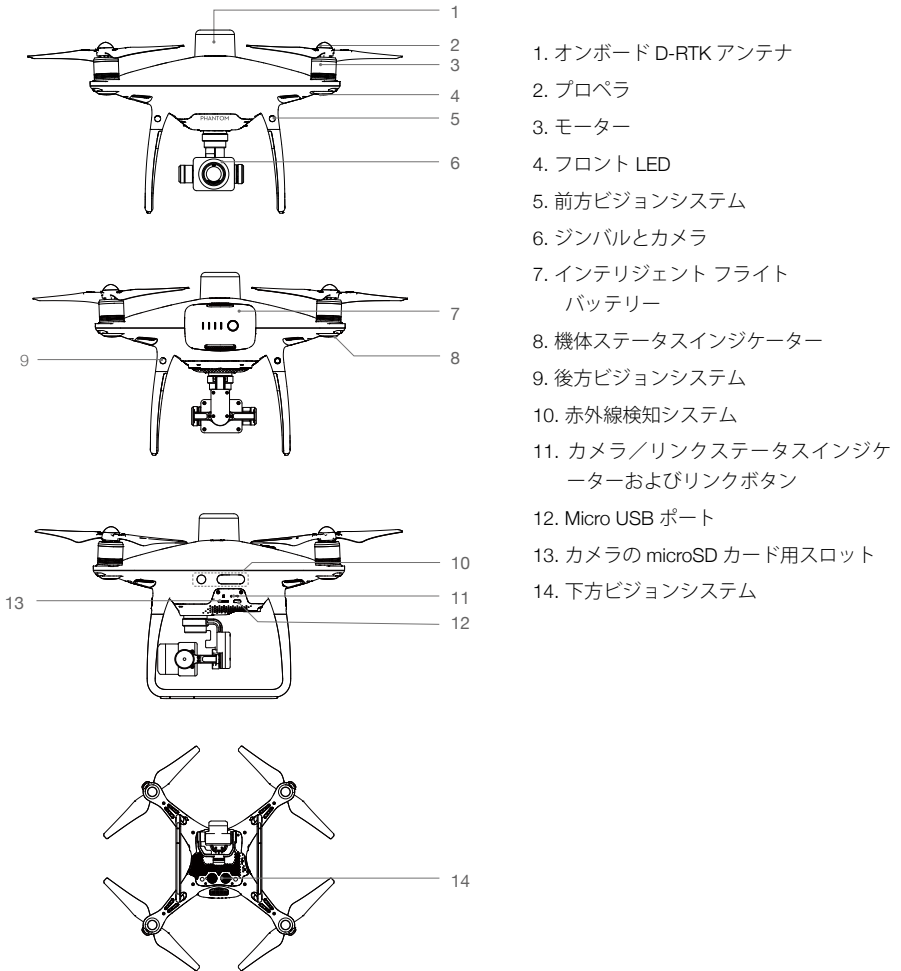 1
2
3
4
PHANTOM
5
6
7
8
9
10
11
13
12
14
1. オンボード D-RTK アンテナ
2. プロペラ
3. モーター
4. フロント LED
5. 前方ビジョンシステム
6. ジンバルとカメラ
7. インテリジェント フライト
バッテリー
8. 機体ステータスインジケーター
9. 後方ビジョンシステム
10. 赤外線検知システム
11. カメラ／リンクステータスインジケ
ーターおよびリンクボタン
12. Micro USB ポート
13. カメラの microSD カード用スロット
14. 下方ビジョンシステム